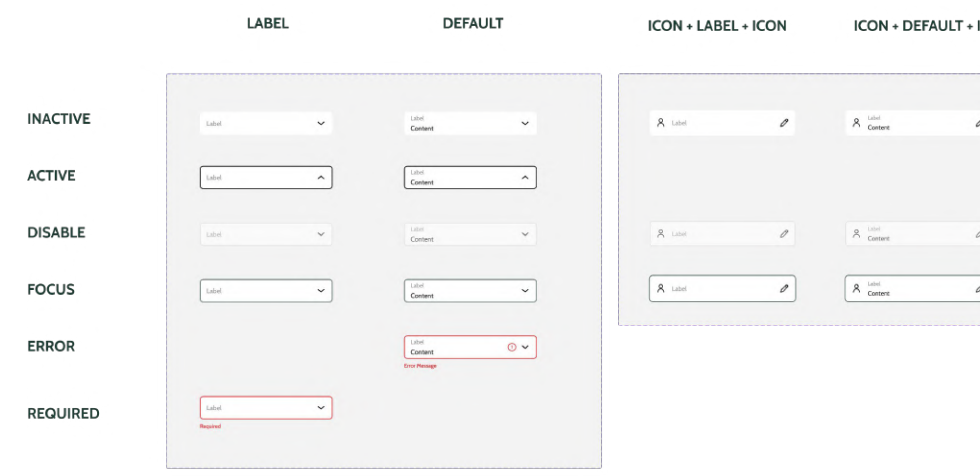 LABEL DEFAULT ICON + LABEL + ICON ICON + DEFAULT + I
INACTIVE
Label
Label
Content
Label
Label
Content
ACTIVE
Label
Label
Content
DISABLE
Label
Label
Content
Label
Label
Content
FOCUS
Label
Label
Content
Label
Label
Content
ERROR
Label
Content
Error Message
REQUIRED
Label
Required